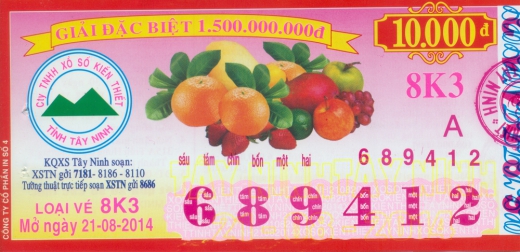 GIẢI ĐẶC BIỆT 1.500.000.000đ
10.000 đ
CTY TNHH XỔ SỐ KIẾN THIẾT
TỈNH TÂY NINH
8K3
A
KQXS Tây Ninh soạn:
XSTN gửi 7181 - 8186 - 8110
Tường thuật trực tiếp soạn XSTN gửi 8686
sáu tám chín bốn một hai
689412
LOẠI VÉ 8K3
Mở ngày 21-08-2014
689412
CÔNG TY CỔ PHẦN IN SỐ 4